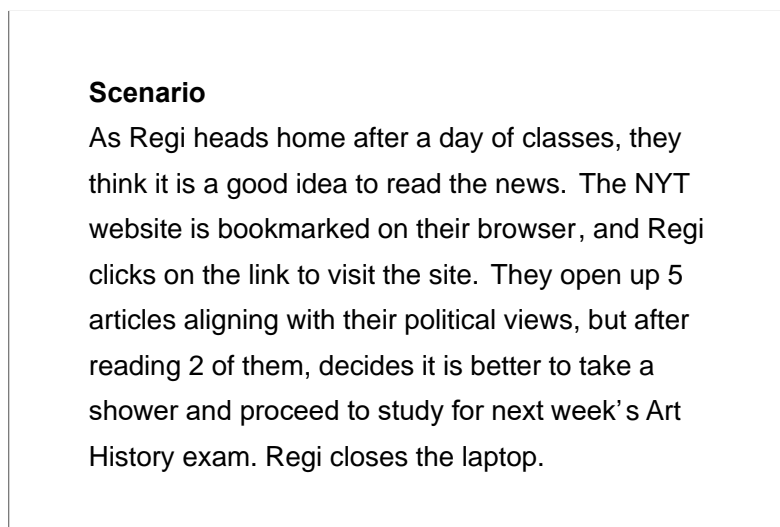 Scenario
As Regi heads home after a day of classes, they
think it is a good idea to read the news. The NYT
website is bookmarked on their browser, and Regi
clicks on the link to visit the site. They open up 5
articles aligning with their political views, but after
reading 2 of them, decides it is better to take a
shower and proceed to study for next week’s Art
History exam. Regi closes the laptop.